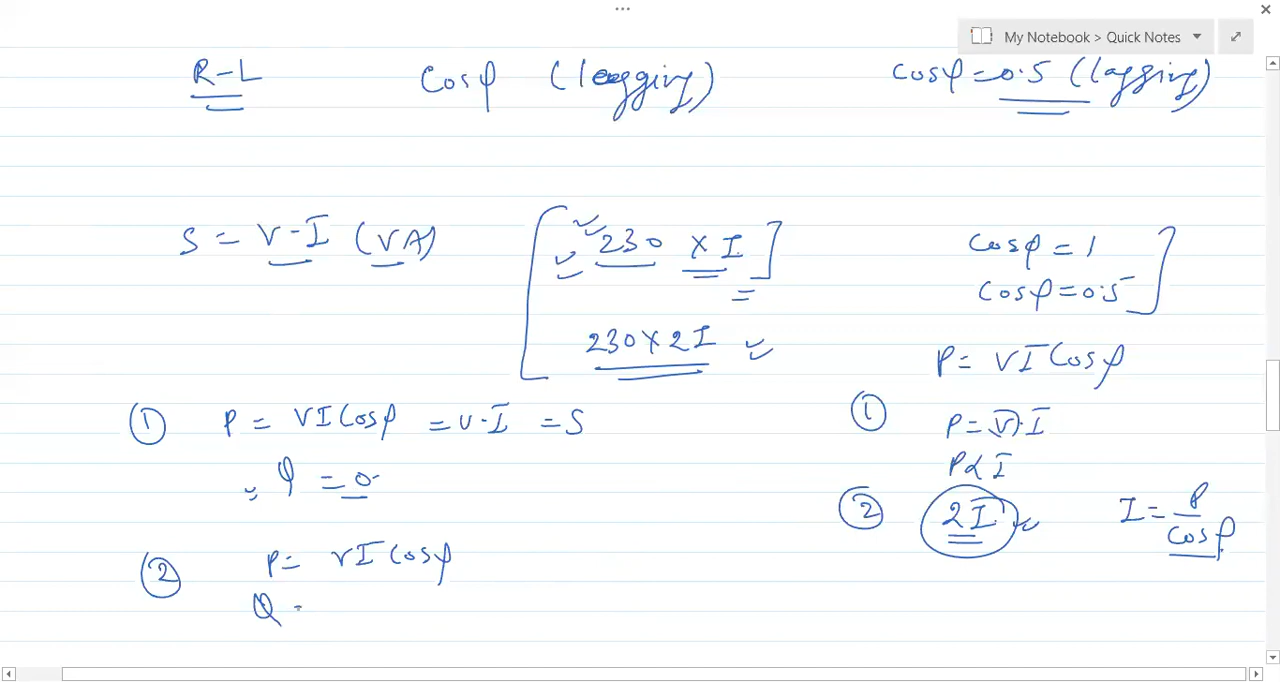 My Notebook > Quick Notes
R-L cosφ (leagging) cosφ=0.5 (lagging)
S = V-I (VA)
230 × I
230×2I
cosφ = 1
cosφ=0.5
P = VI cosφ
① P = VI cosφ = V·I = S
φ = 0
① P = V·I
P∝I
② 2I I = P/cosφ
② P = VI cosφ
Q =